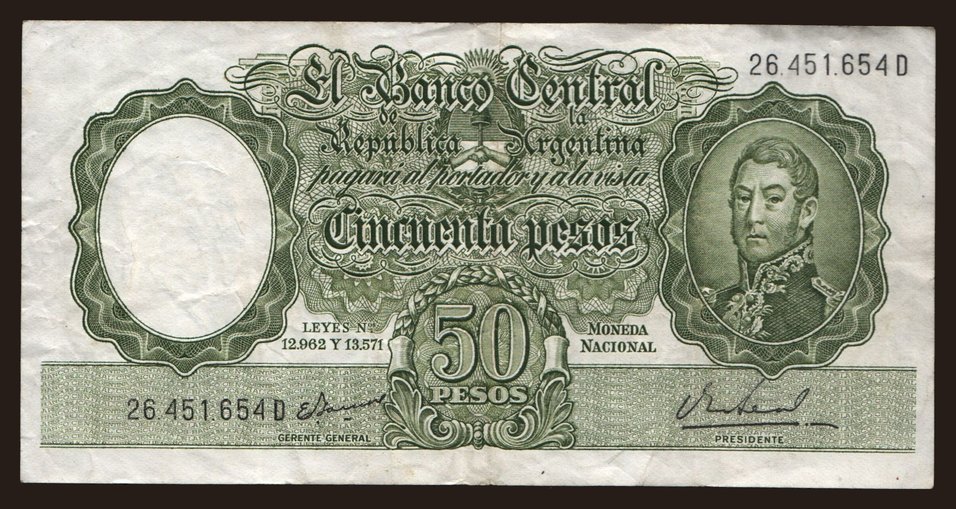 26.451.654 D
El Banco Central
de la
República Argentina
pagará al portador y a la vista
Cincuenta pesos
LEYES Nos.
12.962 Y 13.571
50
PESOS
MONEDA
NACIONAL
26.451.654 D
GERENTE GENERAL
PRESIDENTE